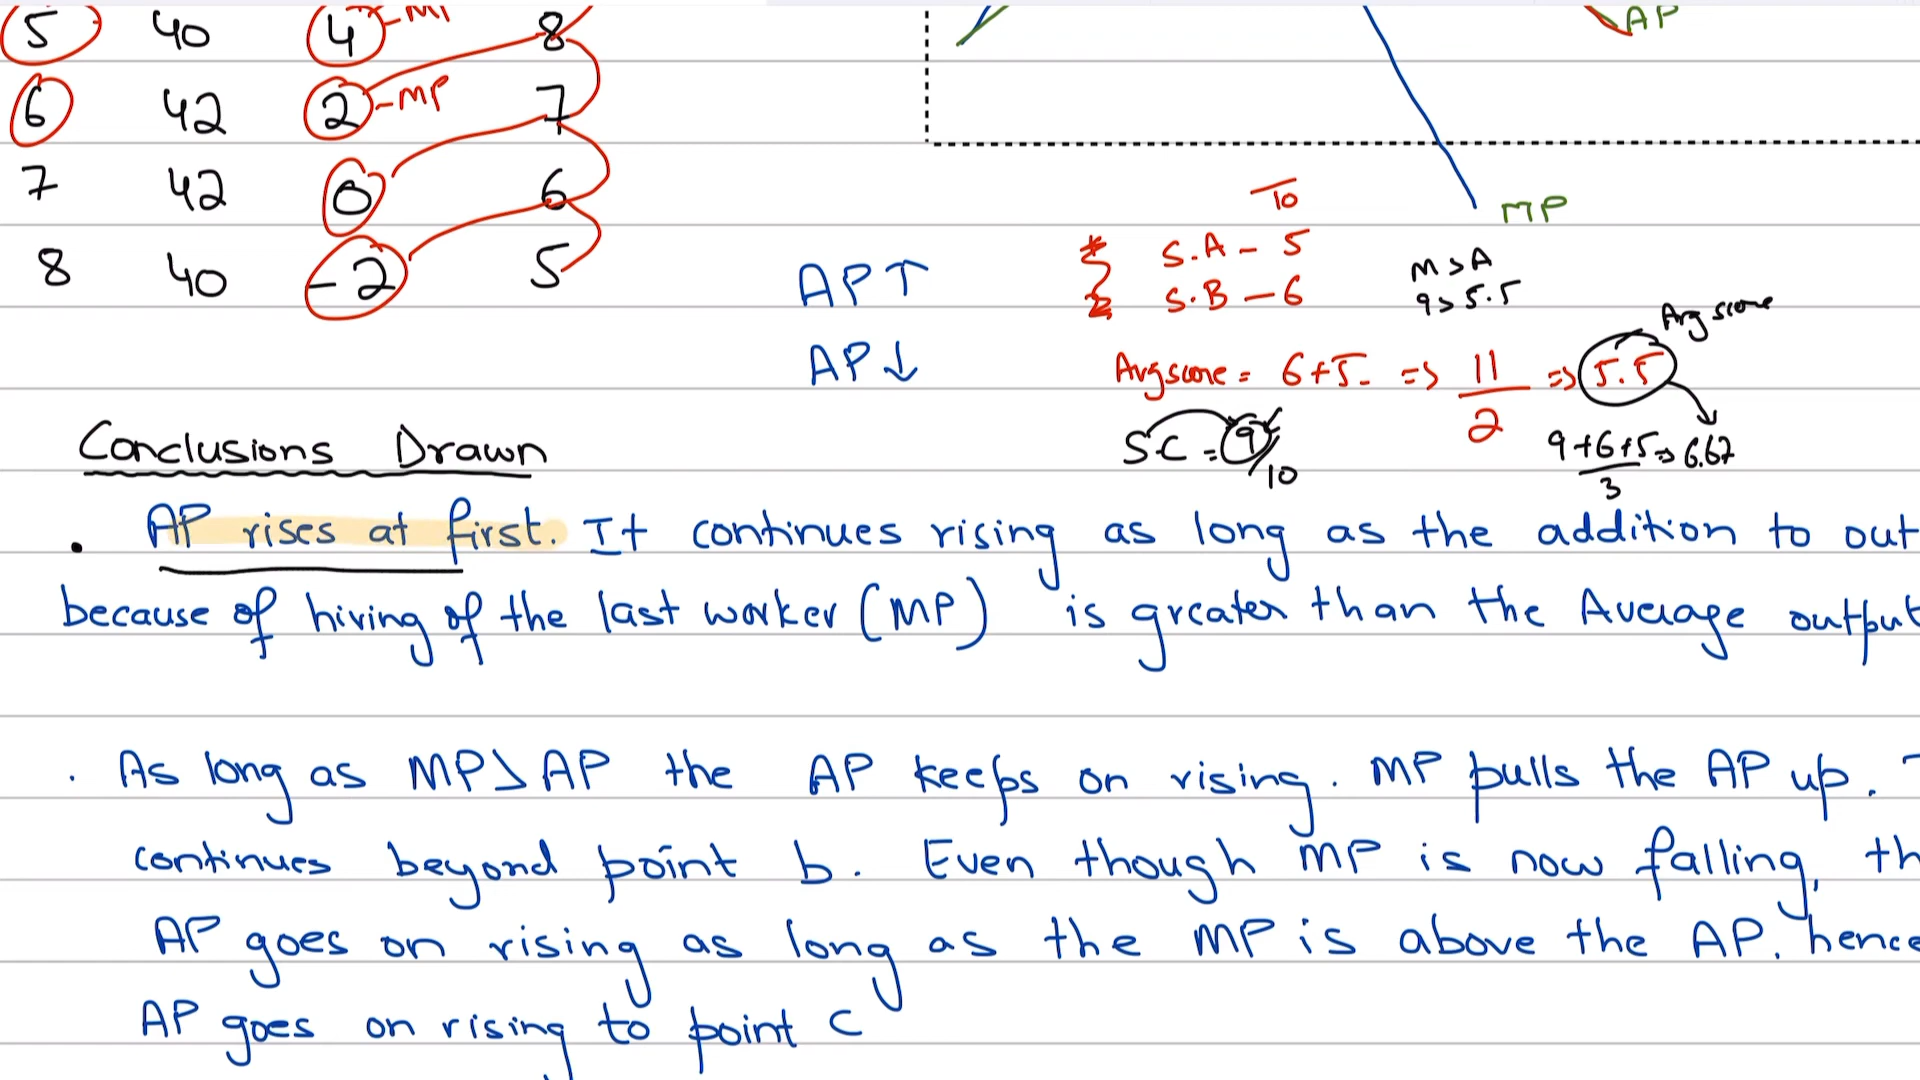 5 40 4 -MP 8
AP
6 42 2 -MP 7
7 42 0 6
MP
10
8 40 -2 5
S.A - 5
S.B - 6
M > A
9 > 5.5
AP↑
AP↓
Avg score
Avg score = 6+5 => 11/2 => 5.5
SC = 9/10
9+6+5/3 => 6.67
Conclusions Drawn
. AP rises at first. It continues rising as long as the addition to out
because of hiring of the last worker (MP) is greater than the Average output
. As long as MP>AP the AP keeps on rising. MP pulls the AP up.
continues beyond point b. Even though MP is now falling, th
AP goes on rising as long as the MP is above the AP. hence
AP goes on rising to point C